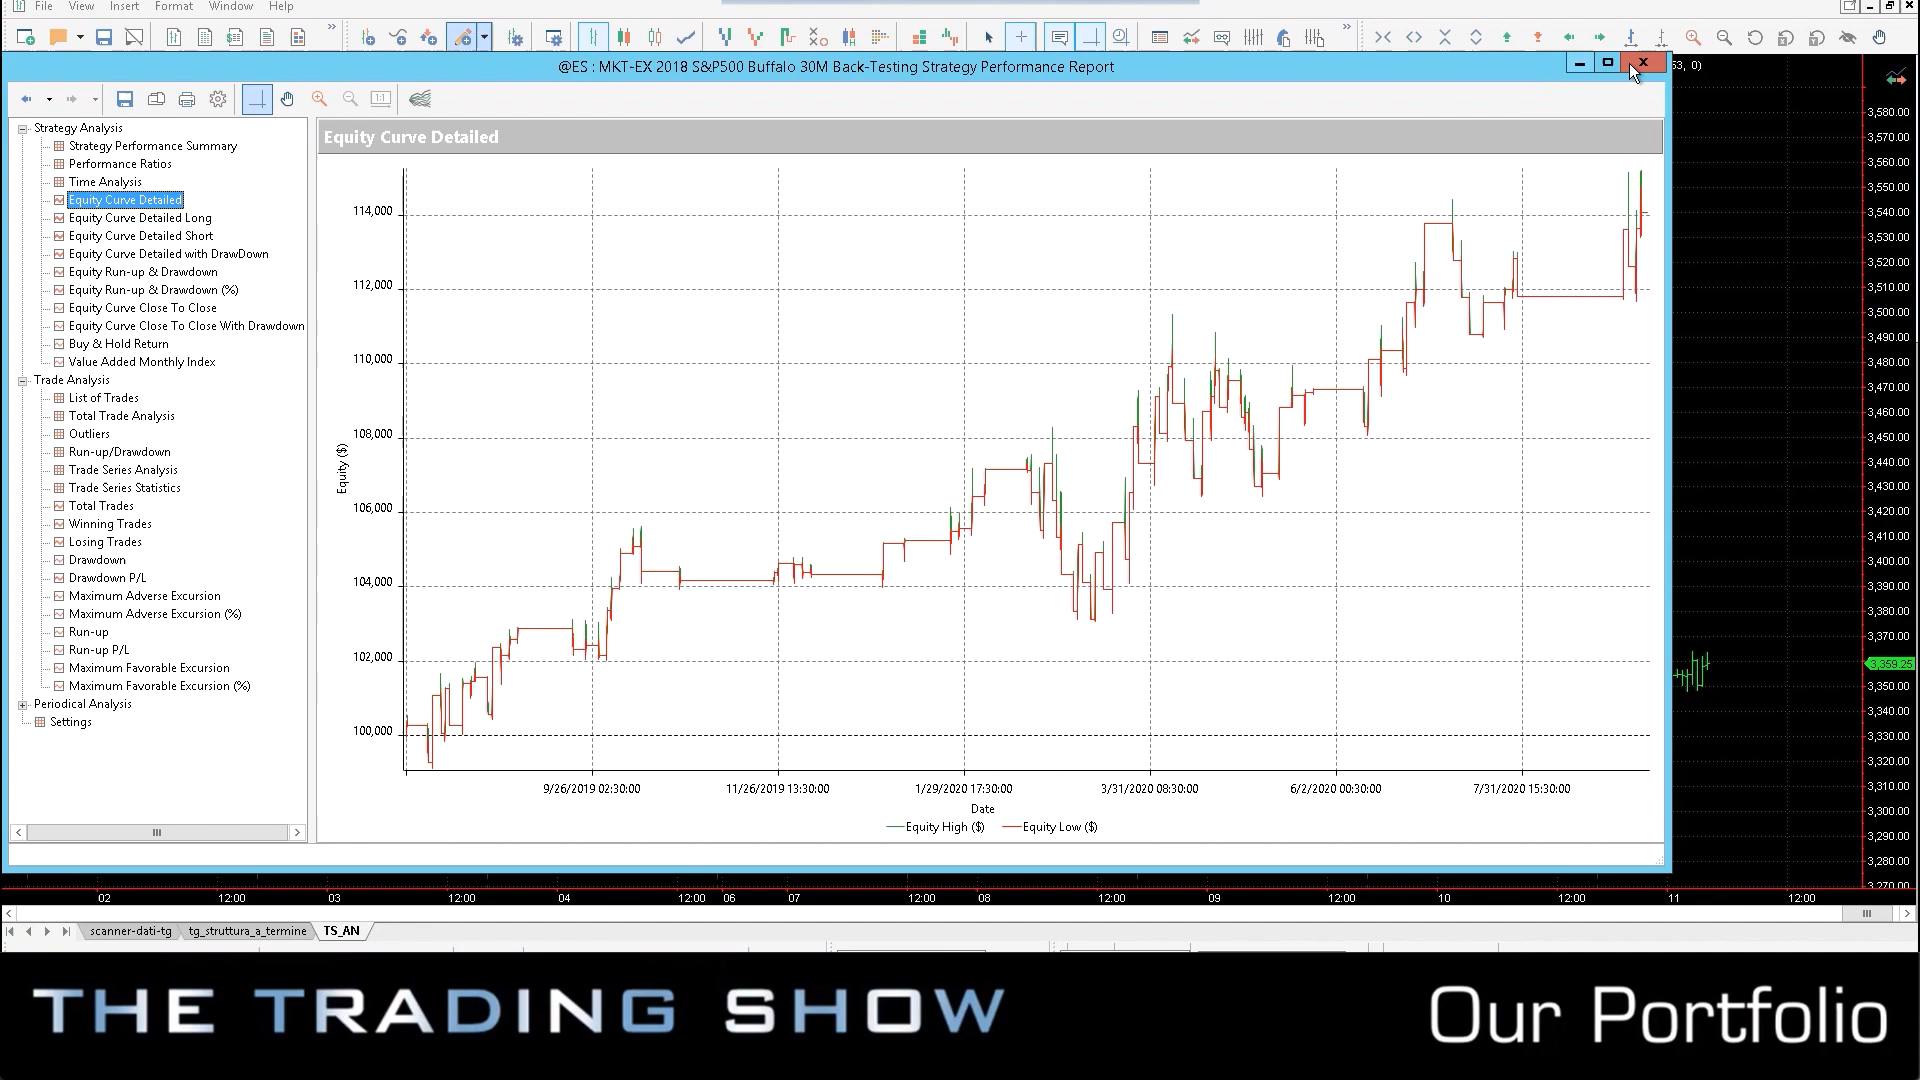 File View Insert Format Window Help
@ES : MKT-EX 2018 S&P500 Buffalo 30M Back-Testing Strategy Performance Report
53, 0)
1:1
Strategy Analysis
Strategy Performance Summary
Performance Ratios
Time Analysis
Equity Curve Detailed
Equity Curve Detailed Long
Equity Curve Detailed Short
Equity Curve Detailed with DrawDown
Equity Run-up & Drawdown
Equity Run-up & Drawdown (%)
Equity Curve Close To Close
Equity Curve Close To Close With Drawdown
Buy & Hold Return
Value Added Monthly Index
Trade Analysis
List of Trades
Total Trade Analysis
Outliers
Run-up/Drawdown
Trade Series Analysis
Trade Series Statistics
Total Trades
Winning Trades
Losing Trades
Drawdown
Drawdown P/L
Maximum Adverse Excursion
Maximum Adverse Excursion (%)
Run-up
Run-up P/L
Maximum Favorable Excursion
Maximum Favorable Excursion (%)
Periodical Analysis
Settings
Equity Curve Detailed
114,000
112,000
110,000
108,000
106,000
104,000
102,000
100,000
Equity ($)
9/26/2019 02:30:00 11/26/2019 13:30:00 1/29/2020 17:30:00 3/31/2020 08:30:00 6/2/2020 00:30:00 7/31/2020 15:30:00
Date
Equity High ($) Equity Low ($)
3,580.00
3,570.00
3,560.00
3,550.00
3,540.00
3,530.00
3,520.00
3,510.00
3,500.00
3,490.00
3,480.00
3,470.00
3,460.00
3,450.00
3,440.00
3,430.00
3,420.00
3,410.00
3,400.00
3,390.00
3,380.00
3,370.00
3,359.25
3,350.00
3,340.00
3,330.00
3,320.00
3,310.00
3,300.00
3,290.00
3,280.00
3,270.00
02 12:00 03 12:00 04 12:00 06 07 12:00 08 12:00 09 12:00 10 12:00 11 12:00
scanner-dati-tg tg_struttura_a_termine TS_AN
THE TRADING SHOW Our Portfolio